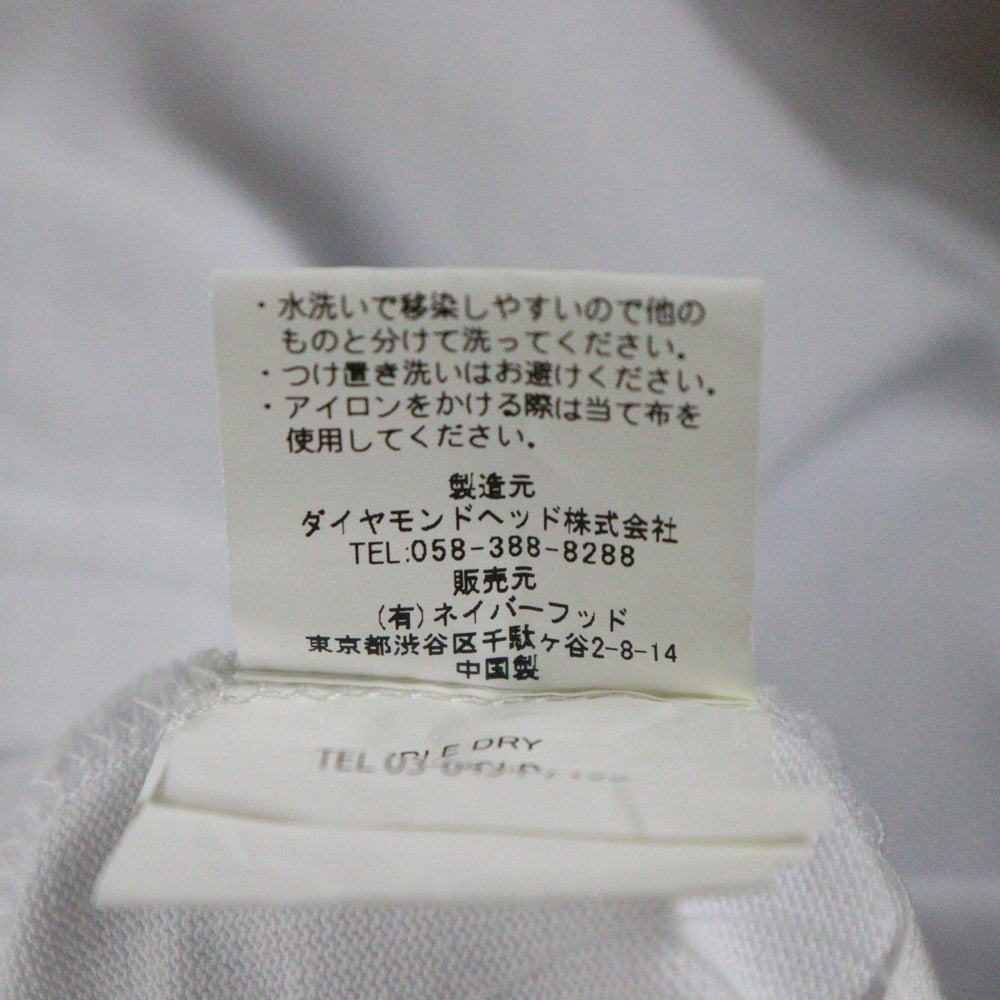 ・水洗いで移染しやすいので他の
ものと分けて洗ってください。
・つけ置き洗いはお避けください。
・アイロンをかける際は当て布を
使用してください。
製造元
ダイヤモンドヘッド株式会社
TEL:058-388-8288
販売元
(有)ネイバーフッド
東京都渋谷区千駄ヶ谷2-8-14
中国製
DRY
TEL 03